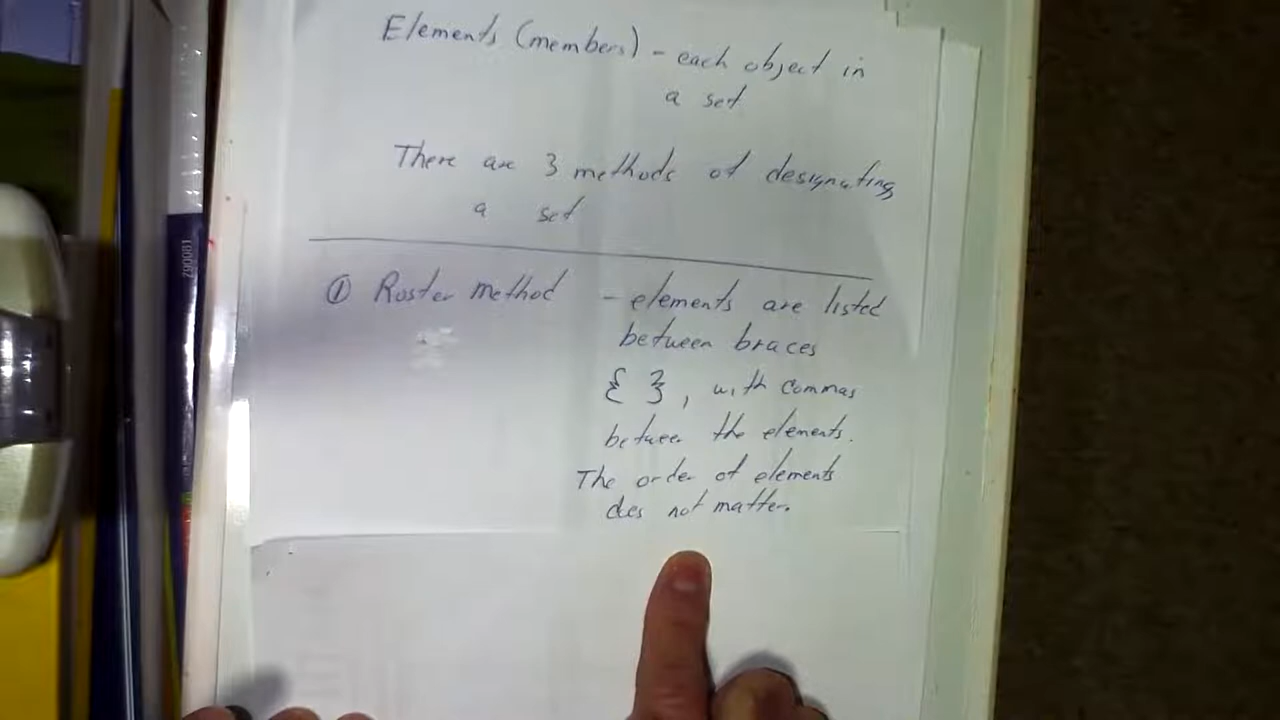 Elements (members) - each object in
a set
There are 3 methods of designating
a set
① Roster method - elements are listed
between braces
{ }, with commas
between the elements.
The order of elements
does not matter.